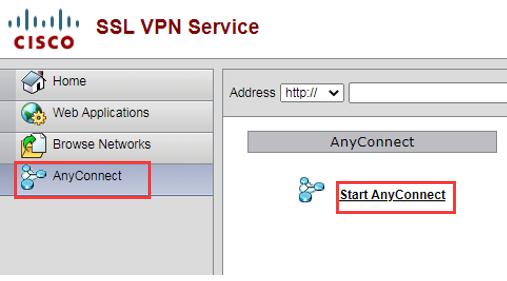 CISCO
SSL VPN Service
Home
Web Applications
Browse Networks
AnyConnect
Address http://
AnyConnect
Start AnyConnect